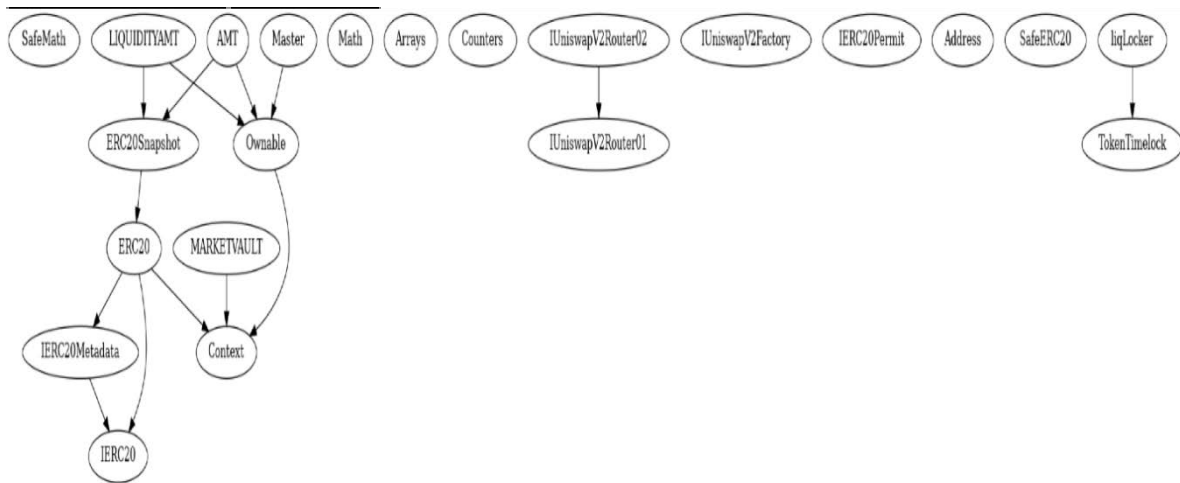 SafeMath LIQUIDITYAMT AMT Master Math Arrays Counters IUniswapV2Router02 IUniswapV2Factory IERC20Permit Address SafeERC20 liqLocker
ERC20Snapshot Ownable IUniswapV2Router01 TokenTimelock
ERC20 MARKETVAULT
IERC20Metadata Context
IERC20